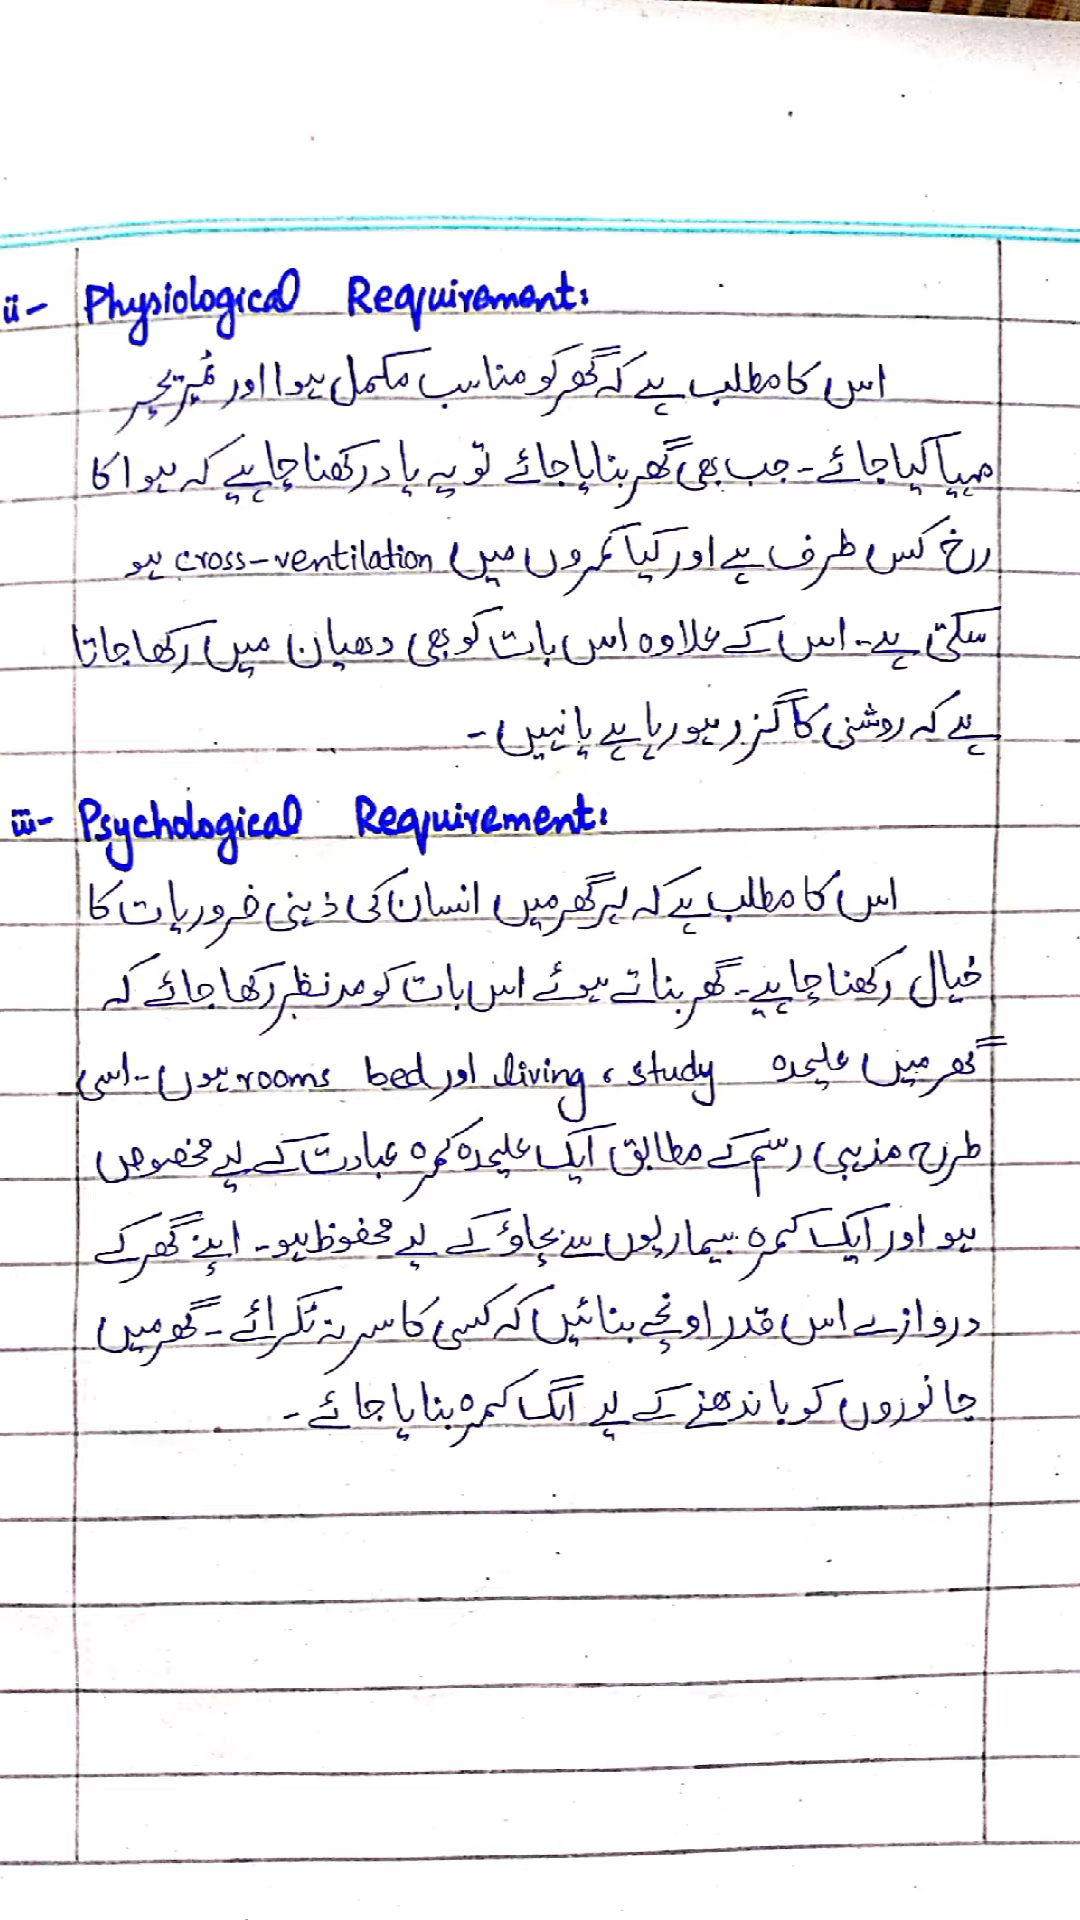 ii- Physiological Requirement:
اس کا مطلب ہے کہ گھر کو مناسب مکمل ہوا اور ٹمپریچر
مہیا کیا جائے۔ جب بھی گھر بنایا جائے تو یہ یاد رکھنا چاہیے کہ ہوا کا
رخ کس طرف ہے اور کیا کمروں میں cross-ventilation ہو
سکتی ہے۔ اس کے علاوہ اس بات کو بھی دھیان میں رکھا جاتا
ہے کہ روشنی کا گزر ہو رہا ہے یا نہیں۔
iii- Psychological Requirement:
اس کا مطلب ہے کہ ہر گھر میں انسان کی ذہنی ضروریات کا
خیال رکھنا چاہیے۔ گھر بناتے ہوئے اس بات کو مدنظر رکھا جائے کہ
گھر میں علیحدہ study ، living اور bed rooms ہوں۔ اسی
طرح مذہبی رسم کے مطابق ایک علیحدہ کمرہ عبادت کے لیے مخصوص
ہو اور ایک کمرہ بیماریوں سے بچاؤ کے لیے محفوظ ہو۔ اپنے گھر کے
دروازے اس قدر اونچے بنائیں کہ کسی کا سر نہ ٹکرائے۔ گھر میں
جانوروں کو باندھنے کے لیے الگ کمرہ بنایا جائے۔